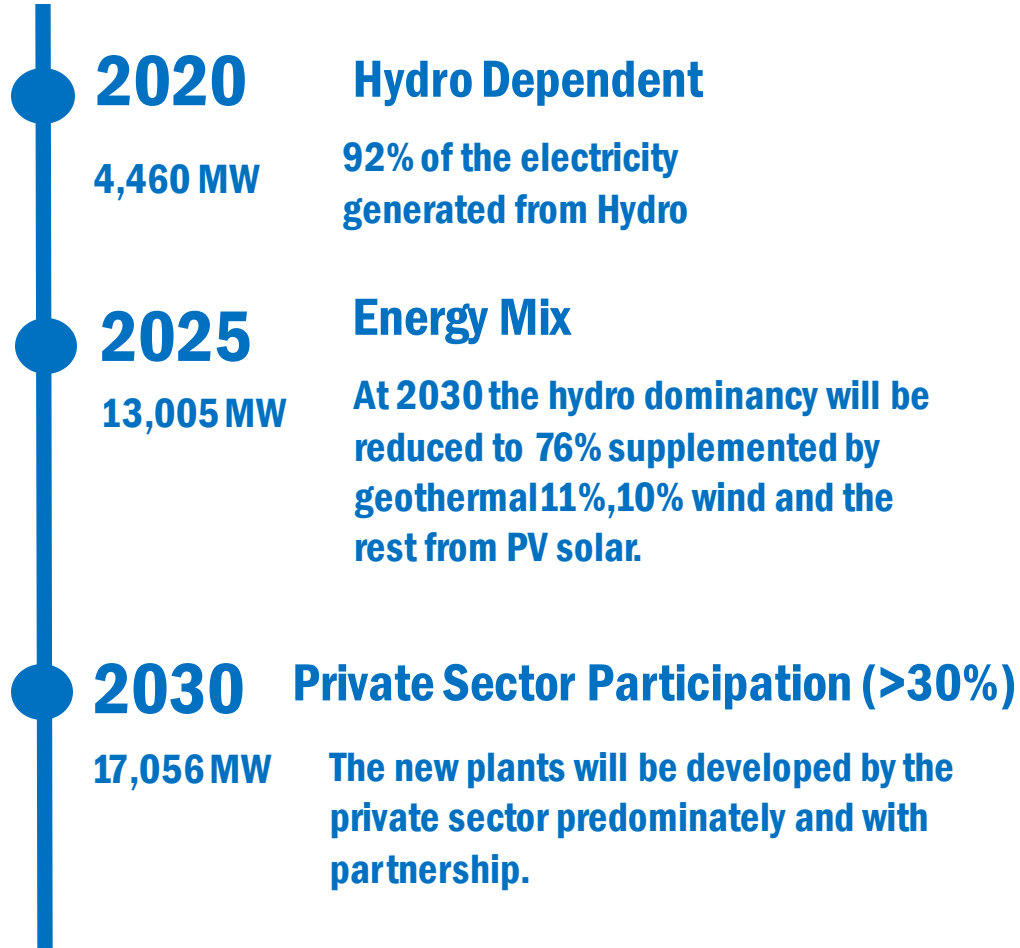 2020
Hydro Dependent
4,460 MW
92% of the electricity
generated from Hydro
2025
Energy Mix
13,005 MW
At 2030 the hydro dominancy will be
reduced to 76% supplemented by
geothermal11%,10% wind and the
rest from PV solar.
2030
Private Sector Participation (>30%)
17,056 MW
The new plants will be developed by the
private sector predominately and with
partnership.